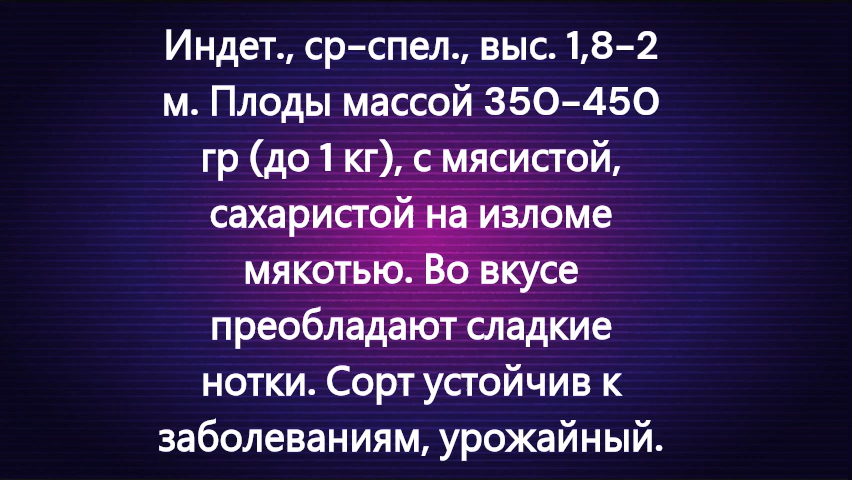 Индет., ср-спел., выс. 1,8-2
м. Плоды массой 350-450
гр (до 1 кг), с мясистой,
сахаристой на изломе
мякотью. Во вкусе
преобладают сладкие
нотки. Сорт устойчив к
заболеваниям, урожайный.